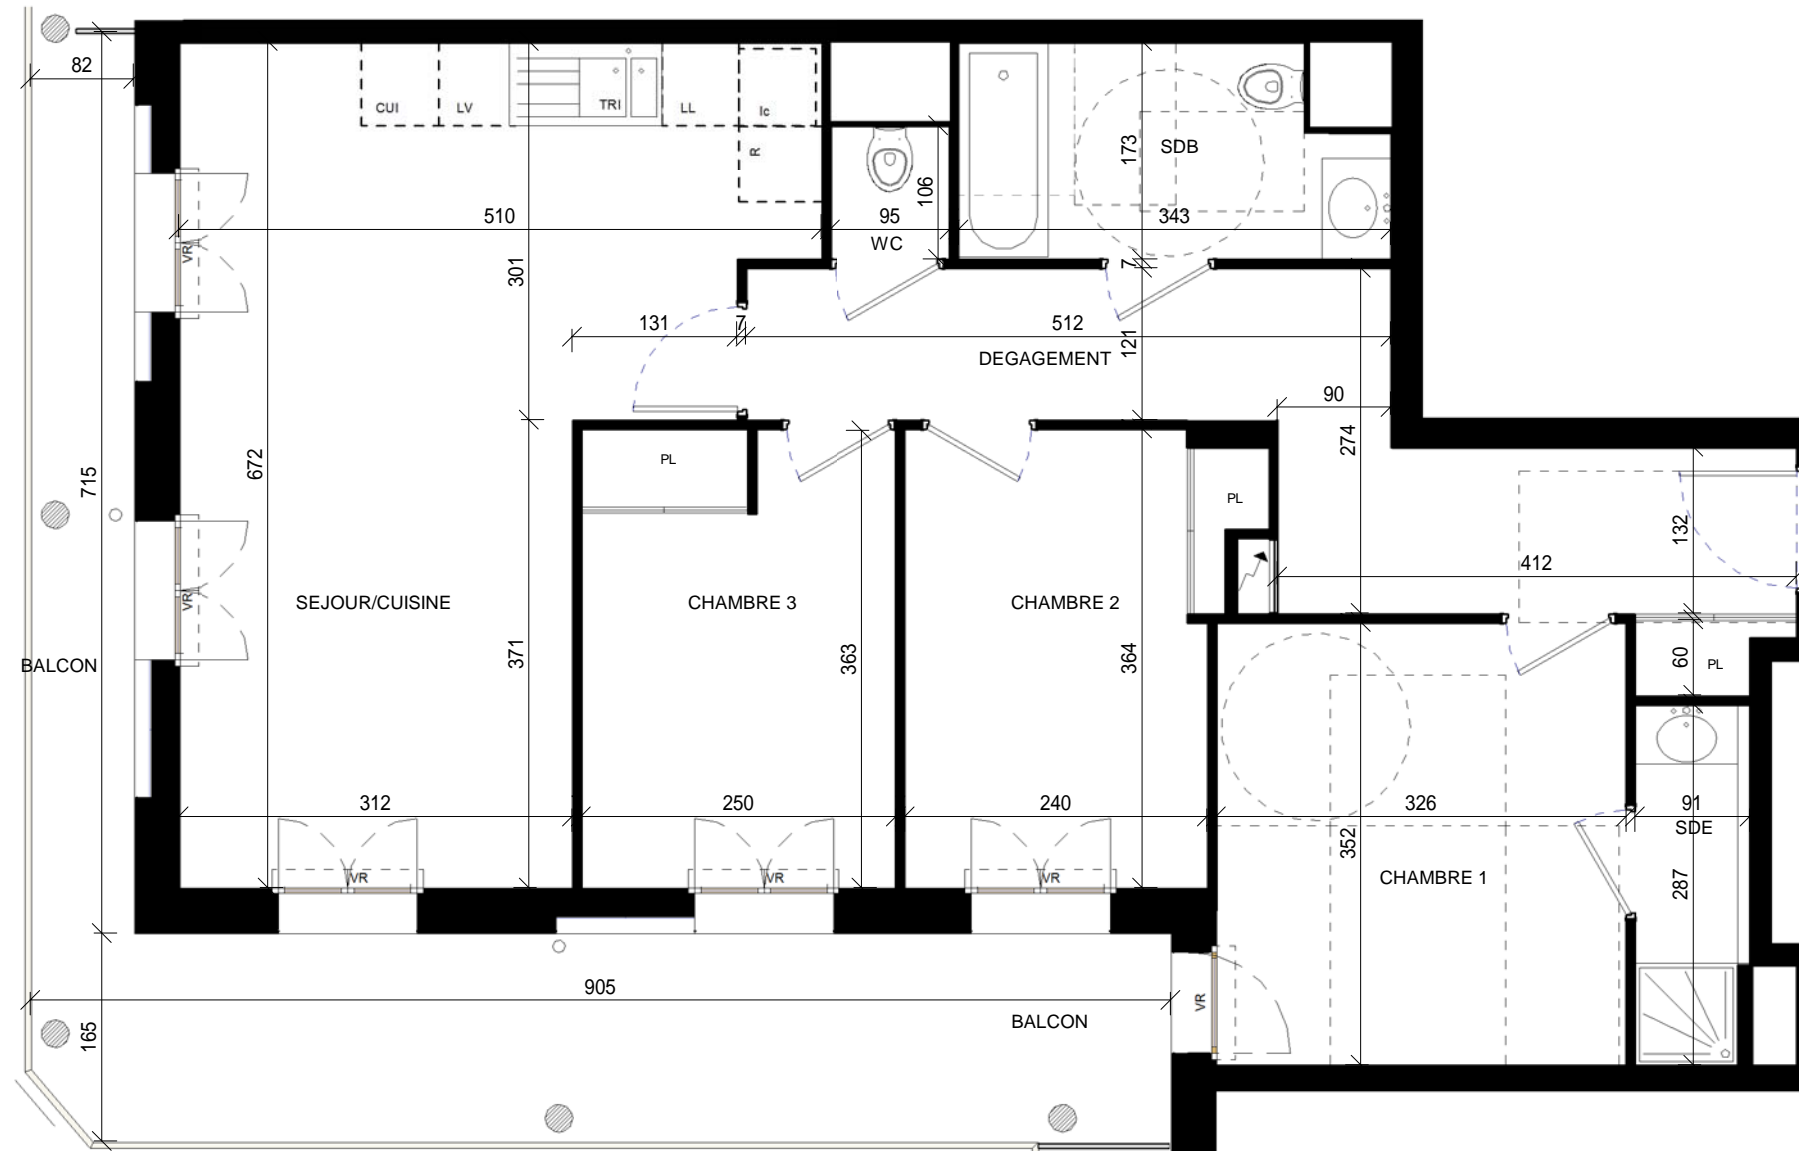 82
CUI
LV
TRI
LL
Ic
R
173
SDB
106
510
95
WC
343
VR
301
7
131
7
512
121
DEGAGEMENT
90
274
715
672
PL
PL
132
412
VR
SEJOUR/CUISINE
CHAMBRE 3
CHAMBRE 2
371
363
364
60
PL
BALCON
312
250
240
326
91
SDE
352
287
VR
VR
VR
CHAMBRE 1
905
BALCON
VR
165